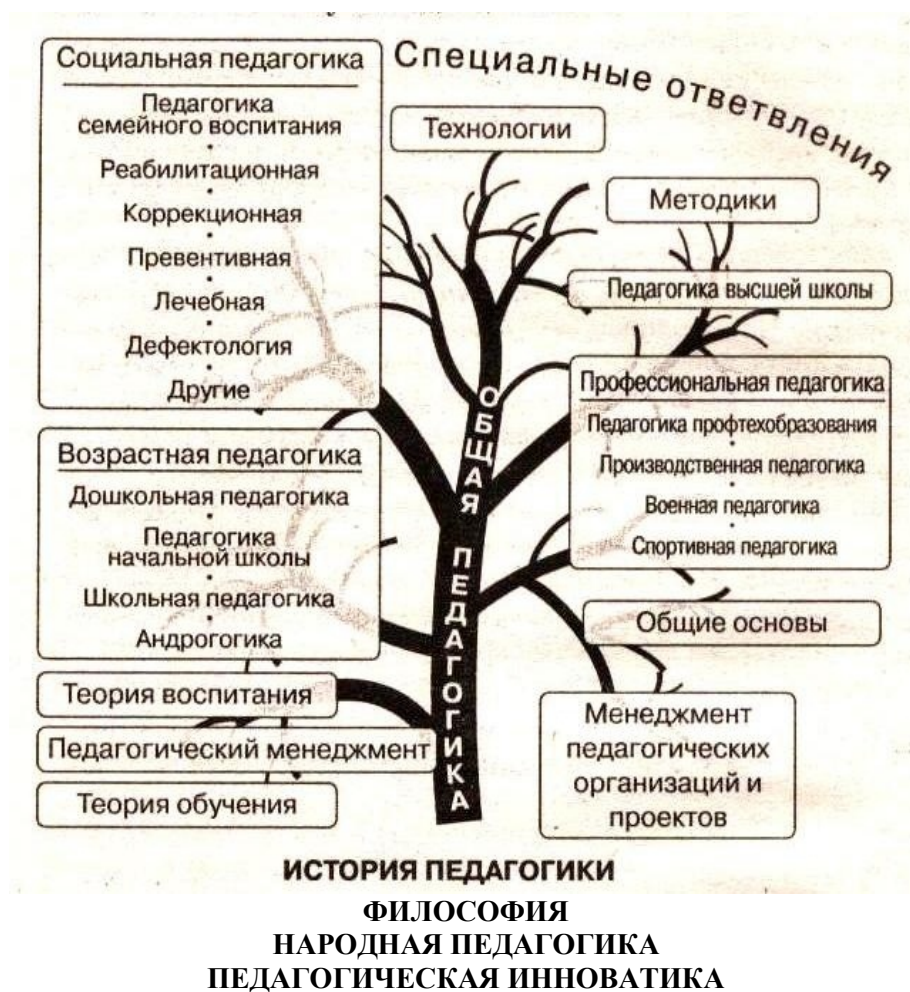 Социальная педагогика
Педагогика
семейного воспитания
Реабилитационная
Коррекционная
Превентивная
Лечебная
Дефектология
Другие
Возрастная педагогика
Дошкольная педагогика
Педагогика
начальной школы
Школьная педагогика
Андрогогика
Теория воспитания
Педагогический менеджмент
Теория обучения
Специальные ответвления
Технологии
Методики
Педагогика высшей школы
Профессиональная педагогика
Педагогика профтехобразования
Производственная педагогика
Военная педагогика
Спортивная педагогика
Общие основы
Менеджмент
педагогических
организаций и
проектов
ОБЩАЯ ПЕДАГОГИКА
ИСТОРИЯ ПЕДАГОГИКИ
ФИЛОСОФИЯ
НАРОДНАЯ ПЕДАГОГИКА
ПЕДАГОГИЧЕСКАЯ ИННОВАТИКА